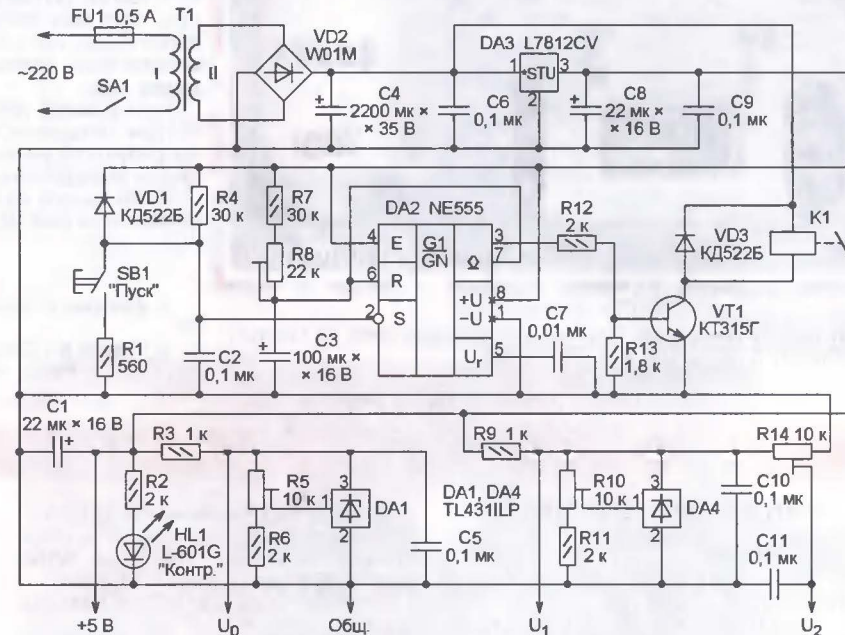 FU1 0,5 A
T1
~220 В
I
II
SA1
VD2
W01M
C4
2200 мк ×
× 35 В
C6
0,1 мк
DA3 L7812CV
1
STU
3
2
C8
22 мк ×
× 16 В
C9
0,1 мк
VD1
КД522Б
R4
30 к
R7
30 к
R8
22 к
SB1
"Пуск"
R1
560
C2
0,1 мк
C3
100 мк ×
× 16 В
DA2 NE555
4
E
6
R
2
S
G1
GN
3
7
+U
8
–U
1
Ur
5
C7
0,01 мк
R12
2 к
R13
1,8 к
VD3
КД522Б
K1
VT1
КТ315Г
C1
22 мк × 16 В
R3 1 к
R2
2 к
HL1
L-601G
"Контр."
R5
10 к
R6
2 к
1
3
2
DA1
C5
0,1 мк
R9 1 к
DA1, DA4
TL431ILP
R10
10 к
R11
2 к
1
3
2
DA4
C10
0,1 мк
C11
0,1 мк
R14 10 к
+5 В
U0
Общ.
U1
U2